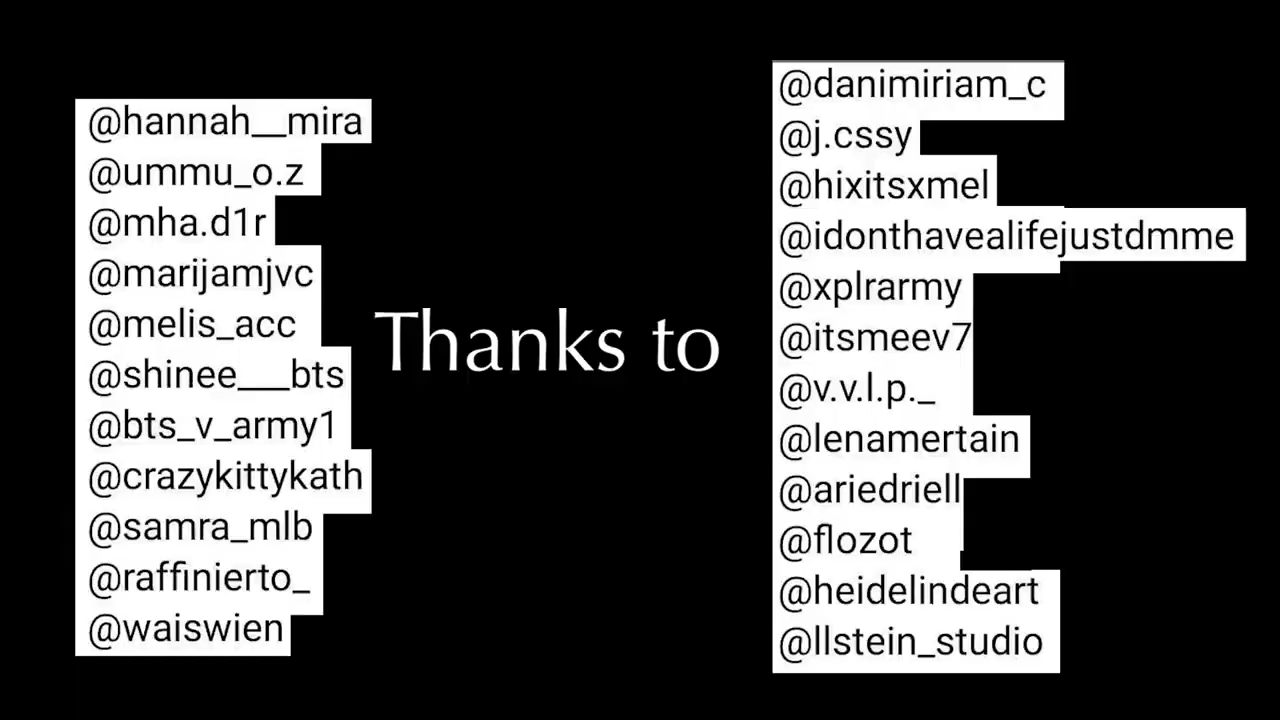 @hannah__mira
@ummu_o.z
@mha.d1r
@marijamjvc
@melis_acc
@shinee___bts
@bts_v_army1
@crazykittykath
@samra_mlb
@raffinierto_
@waiswien
Thanks to
@danimiriam_c
@j.cssy
@hixitsxmel
@idonthavealifejustdmme
@xplrarmy
@itsmeev7
@v.v.l.p._
@lenamertain
@ariedriell
@flozot
@heidelindeart
@llstein_studio